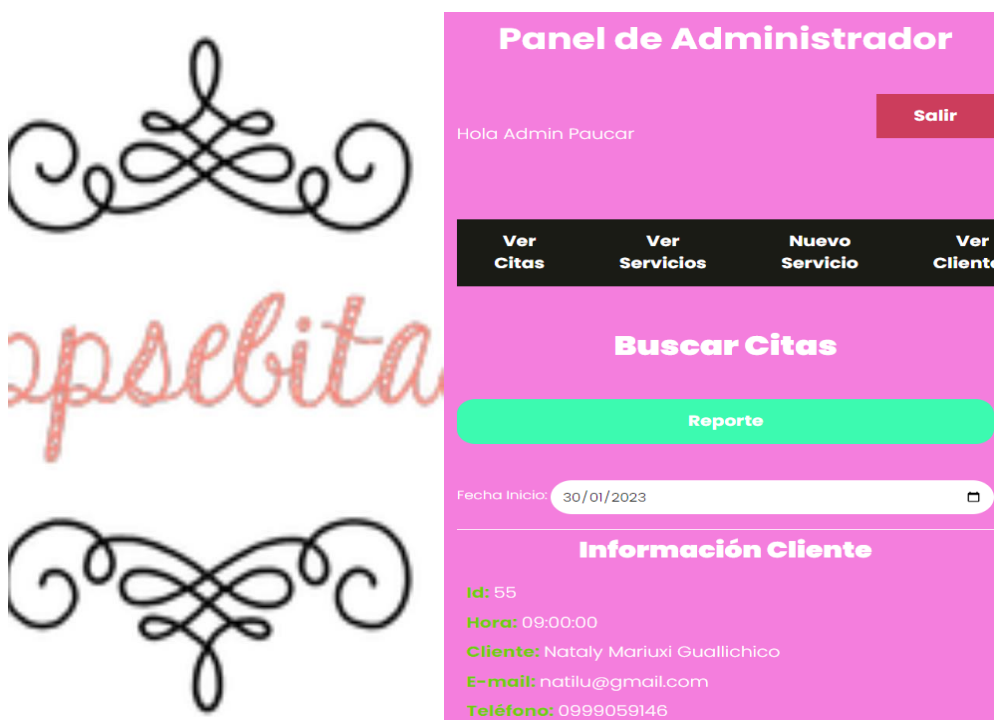 Panel de Administrador
Hola Admin Paucar
Salir
Ver Citas
Ver Servicios
Nuevo Servicio
Ver
Buscar Citas
Reporte
Fecha Inicio: 30/01/2023
Información Cliente
Id: 55
Hora: 09:00:00
Cliente: Nataly Mariuxi Guallichico
E-mail: natilu@gmail.com
Teléfono: 0999059146